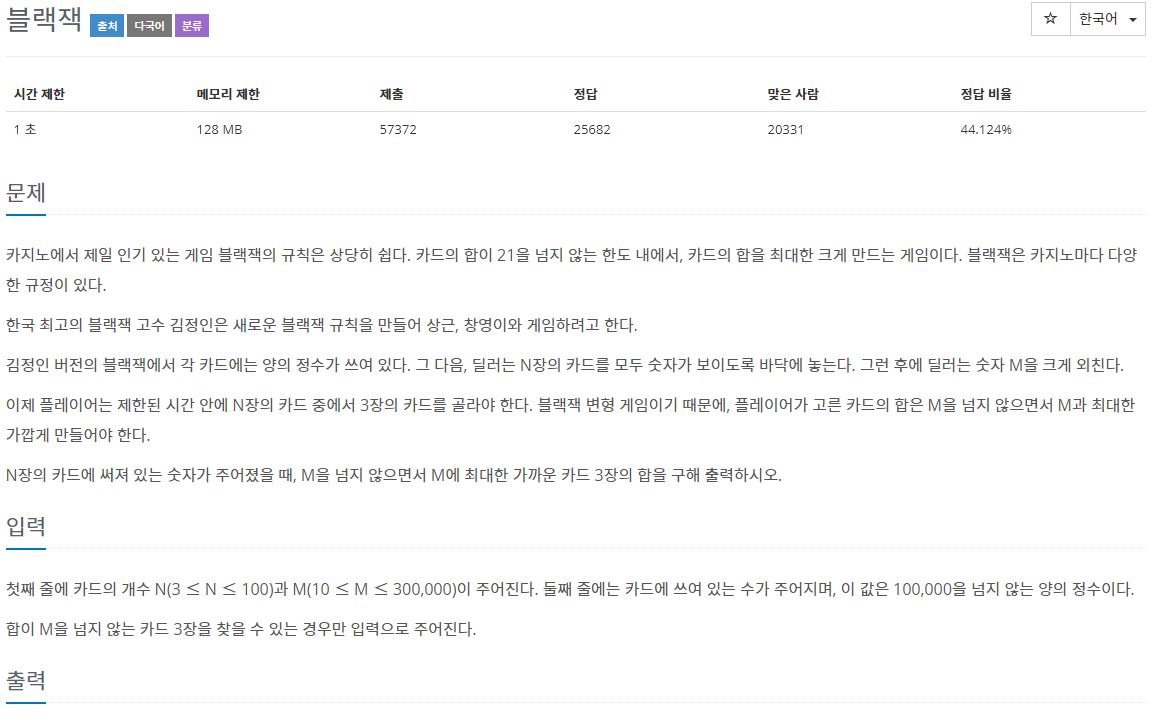 블랙잭 출처 다국어 분류 ☆ 한국어
시간 제한 메모리 제한 제출 정답 맞은 사람 정답 비율
1 초 128 MB 57372 25682 20331 44.124%
문제
카지노에서 제일 인기 있는 게임 블랙잭의 규칙은 상당히 쉽다. 카드의 합이 21을 넘지 않는 한도 내에서, 카드의 합을 최대한 크게 만드는 게임이다. 블랙잭은 카지노마다 다양
한 규정이 있다.
한국 최고의 블랙잭 고수 김정인은 새로운 블랙잭 규칙을 만들어 상근, 창영이와 게임하려고 한다.
김정인 버전의 블랙잭에서 각 카드에는 양의 정수가 쓰여 있다. 그 다음, 딜러는 N장의 카드를 모두 숫자가 보이도록 바닥에 놓는다. 그런 후에 딜러는 숫자 M을 크게 외친다.
이제 플레이어는 제한된 시간 안에 N장의 카드 중에서 3장의 카드를 골라야 한다. 블랙잭 변형 게임이기 때문에, 플레이어가 고른 카드의 합은 M을 넘지 않으면서 M과 최대한
가깝게 만들어야 한다.
N장의 카드에 써져 있는 숫자가 주어졌을 때, M을 넘지 않으면서 M에 최대한 가까운 카드 3장의 합을 구해 출력하시오.
입력
첫째 줄에 카드의 개수 N(3 ≤ N ≤ 100)과 M(10 ≤ M ≤ 300,000)이 주어진다. 둘째 줄에는 카드에 쓰여 있는 수가 주어지며, 이 값은 100,000을 넘지 않는 양의 정수이다.
합이 M을 넘지 않는 카드 3장을 찾을 수 있는 경우만 입력으로 주어진다.
출력